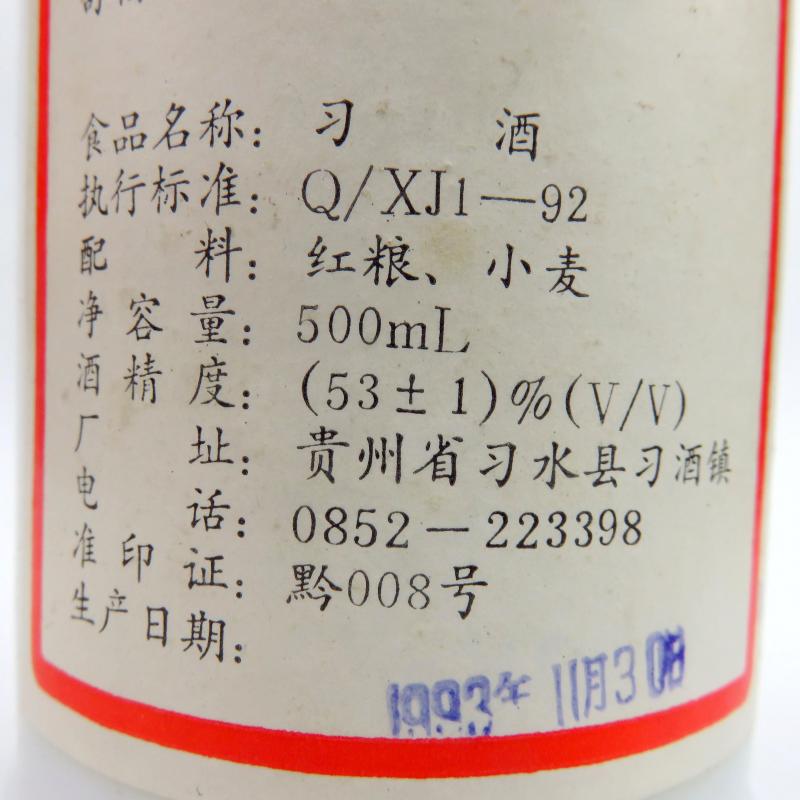 食品名称：习 酒
执行标准：Q/XJ1—92
配 料：红粮、小麦
净 容 量：500mL
酒 精 度：(53±1)%(V/V)
厂 址：贵州省习水县习酒镇
电 话：0852－223398
准 印 证：黔008号
生产日期：
1993年 11月30日